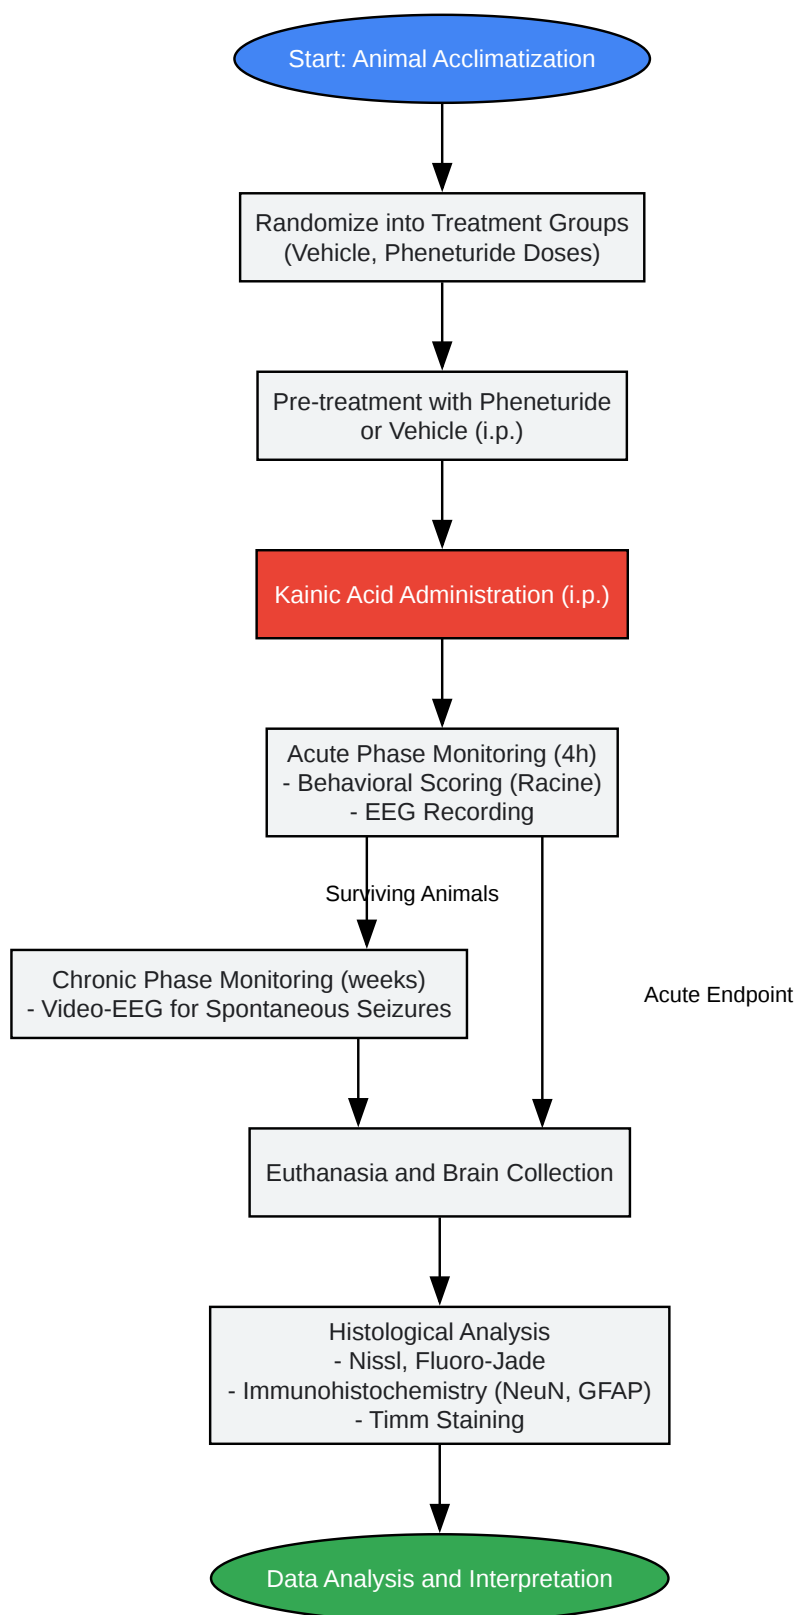 Start: Animal Acclimatization
Randomize into Treatment Groups
(Vehicle, Pheneturide Doses)
Pre-treatment with Pheneturide
or Vehicle (i.p.)
Kainic Acid Administration (i.p.)
Acute Phase Monitoring (4h)
- Behavioral Scoring (Racine)
- EEG Recording
Surviving Animals
Chronic Phase Monitoring (weeks)
- Video-EEG for Spontaneous Seizures
Acute Endpoint
Euthanasia and Brain Collection
Histological Analysis
- Nissl, Fluoro-Jade
- Immunohistochemistry (NeuN, GFAP)
- Timm Staining
Data Analysis and Interpretation